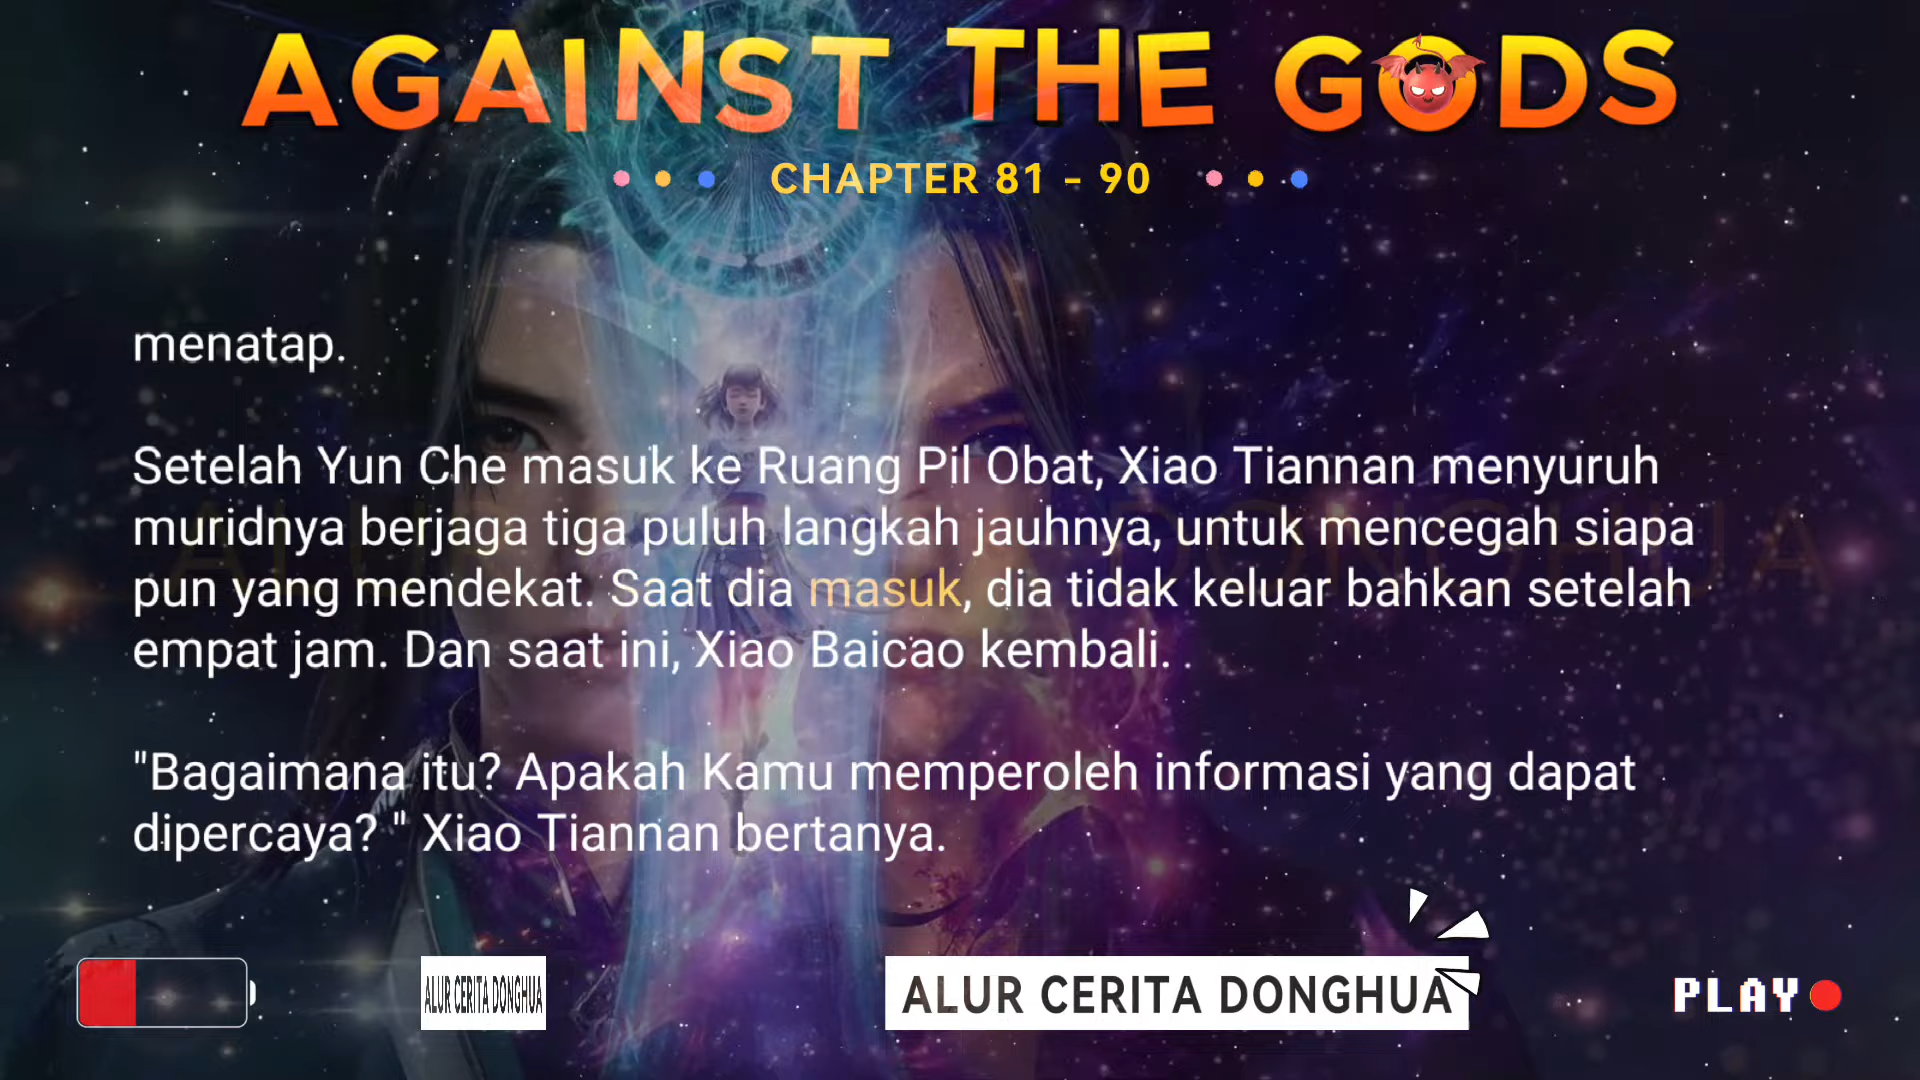 AGAINST THE GODS
CHAPTER 81 - 90
menatap.
Setelah Yun Che masuk ke Ruang Pil Obat, Xiao Tiannan menyuruh
muridnya berjaga tiga puluh langkah jauhnya, untuk mencegah siapa
pun yang mendekat. Saat dia masuk, dia tidak keluar bahkan setelah
empat jam. Dan saat ini, Xiao Baicao kembali. .
"Bagaimana itu? Apakah Kamu memperoleh informasi yang dapat
dipercaya? " Xiao Tiannan bertanya.
ALUR CERITA DONGHUA
ALUR CERITA DONGHUA
PLAY